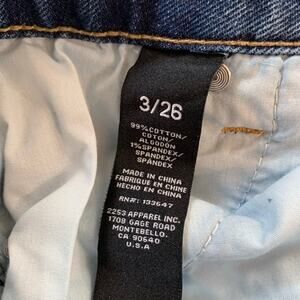 3/26
99%COTTON/
COTON/
ALGODON
1%SPANDEX/
SPANDEX/
SPANDEX
MADE IN CHINA
FABRIQUE EN CHINE
HECHO EN CHINA
RN#: 133647
2253 APPAREL INC.
1708 GAGE ROAD
MONTEBELLO,
CA 90640
U.S.A